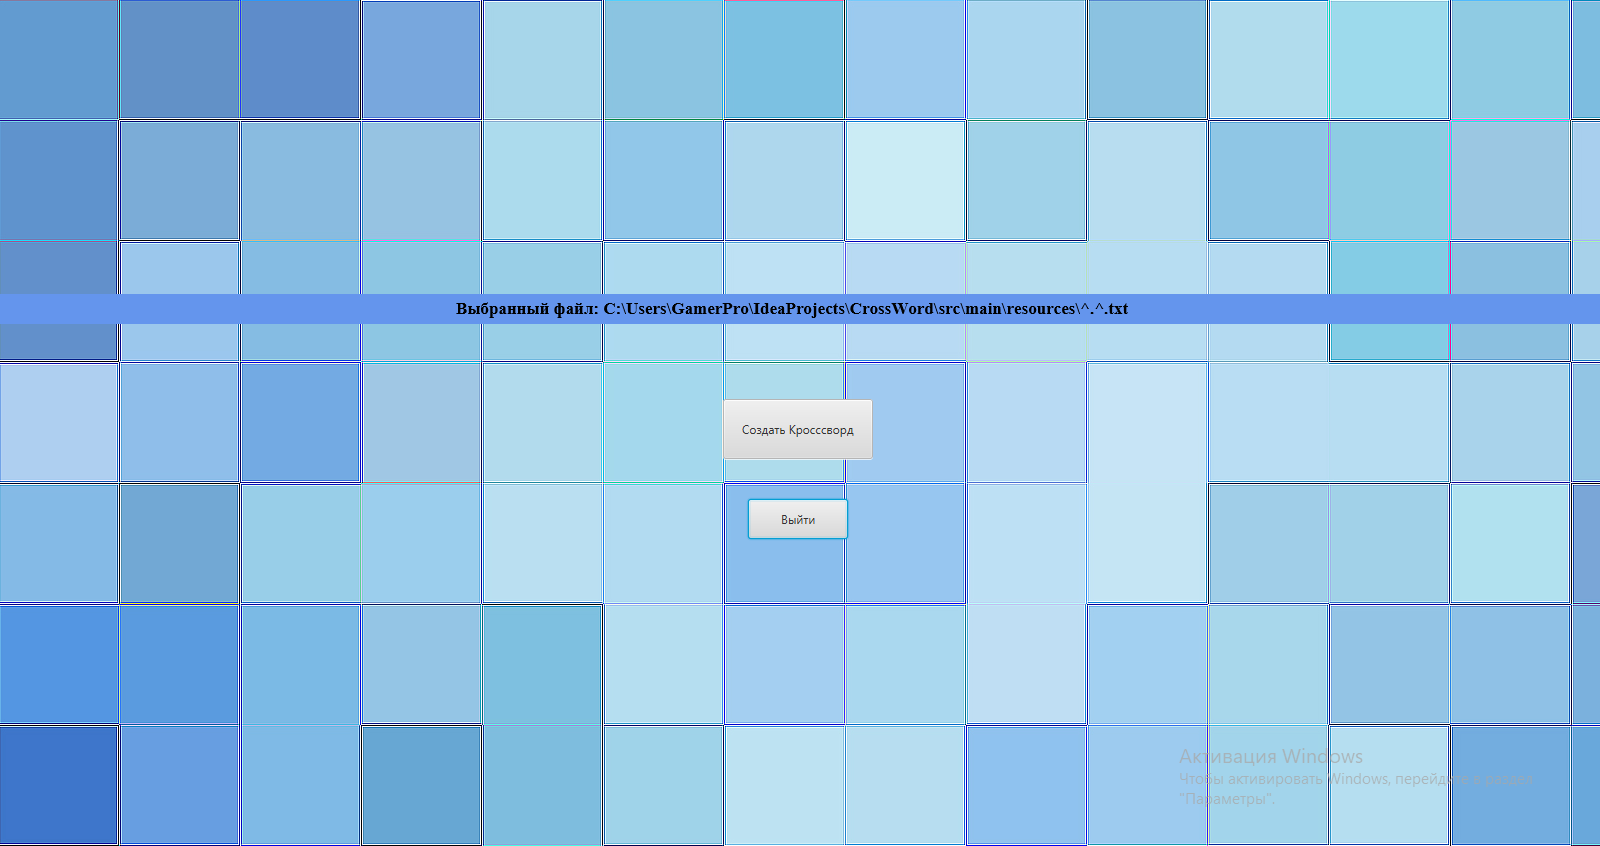 Выбранный файл: C:\Users\GamerPro\IdeaProjects\CrossWord\src\main\resources\^.^.txt
Создать Кросссворд
Выйти
Активация Windows
Чтобы активировать Windows, перейдите в раздел
"Параметры".